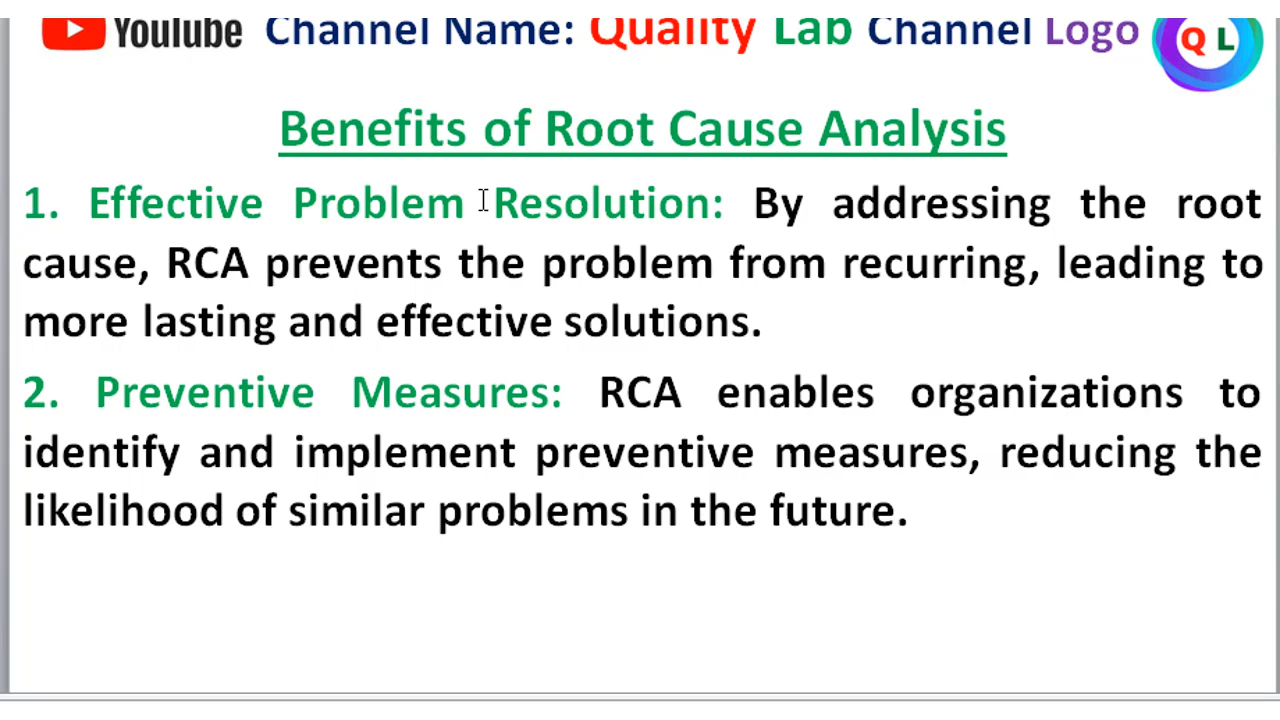 YouTube Channel Name: Quality Lab Channel Logo Q L
Benefits of Root Cause Analysis
1. Effective Problem Resolution: By addressing the root
cause, RCA prevents the problem from recurring, leading to
more lasting and effective solutions.
2. Preventive Measures: RCA enables organizations to
identify and implement preventive measures, reducing the
likelihood of similar problems in the future.